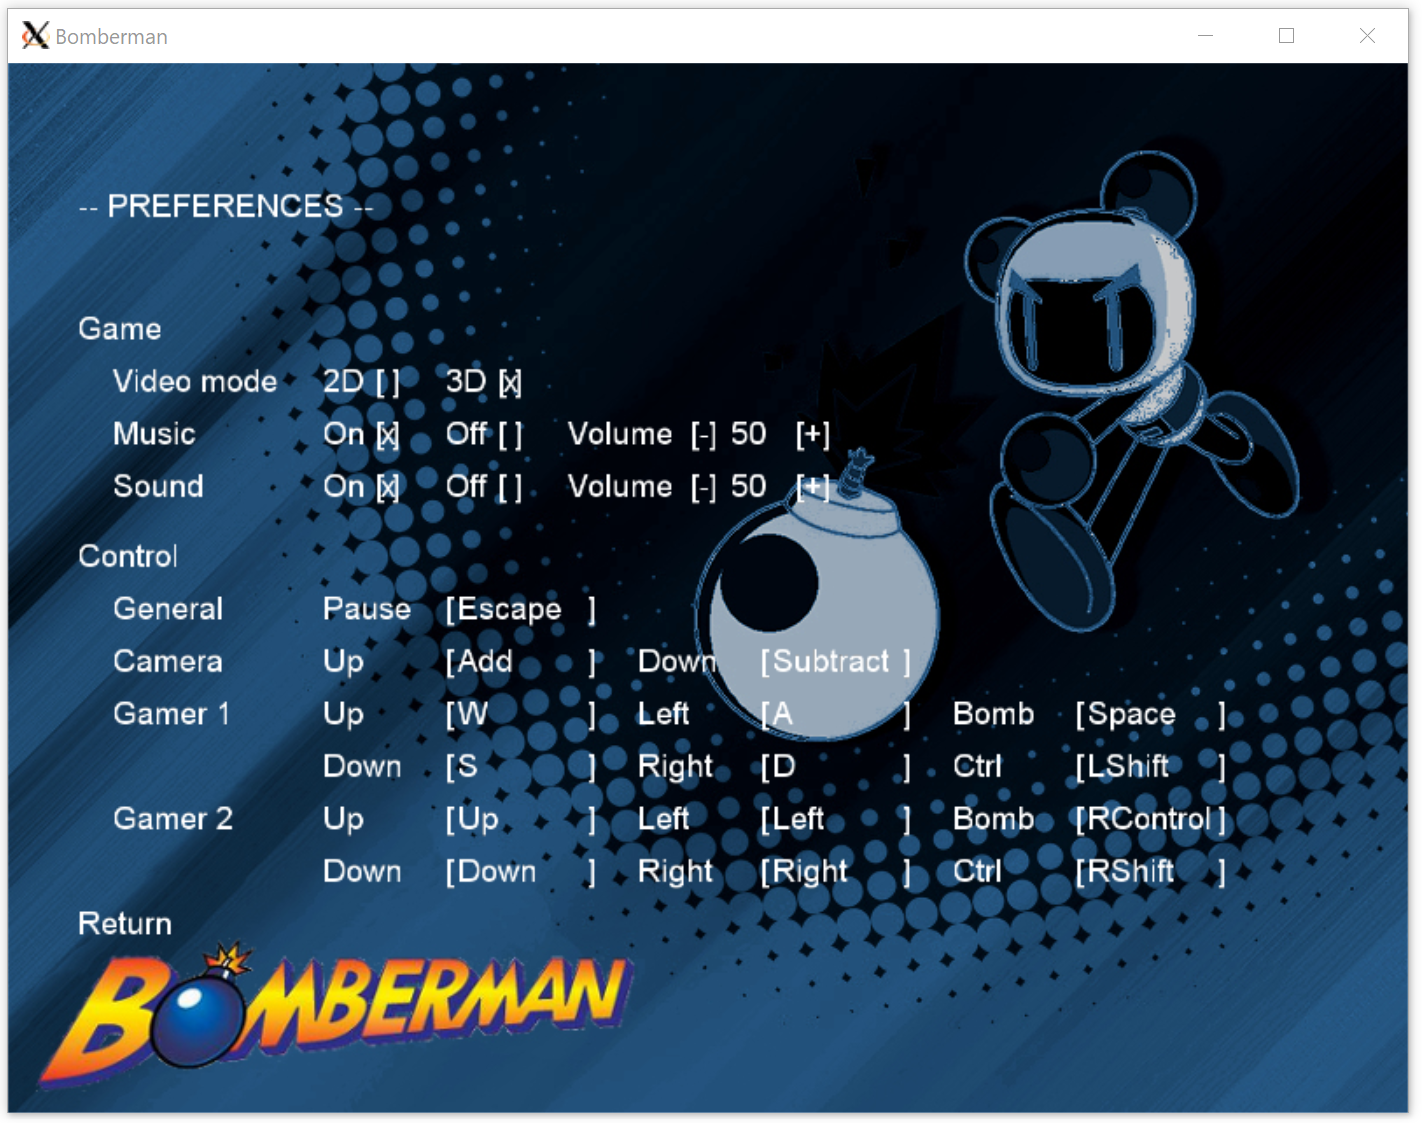 Bomberman
-- PREFERENCES --
Game
Video mode 2D [ ] 3D [x]
Music On [x] Off [ ] Volume [-] 50 [+]
Sound On [x] Off [ ] Volume [-] 50 [+]
Control
General Pause [Escape ]
Camera Up [Add ] Down [Subtract ]
Gamer 1 Up [W ] Left [A ] Bomb [Space ]
Down [S ] Right [D ] Ctrl [LShift ]
Gamer 2 Up [Up ] Left [Left ] Bomb [RControl]
Down [Down ] Right [Right ] Ctrl [RShift ]
Return
BOMBERMAN